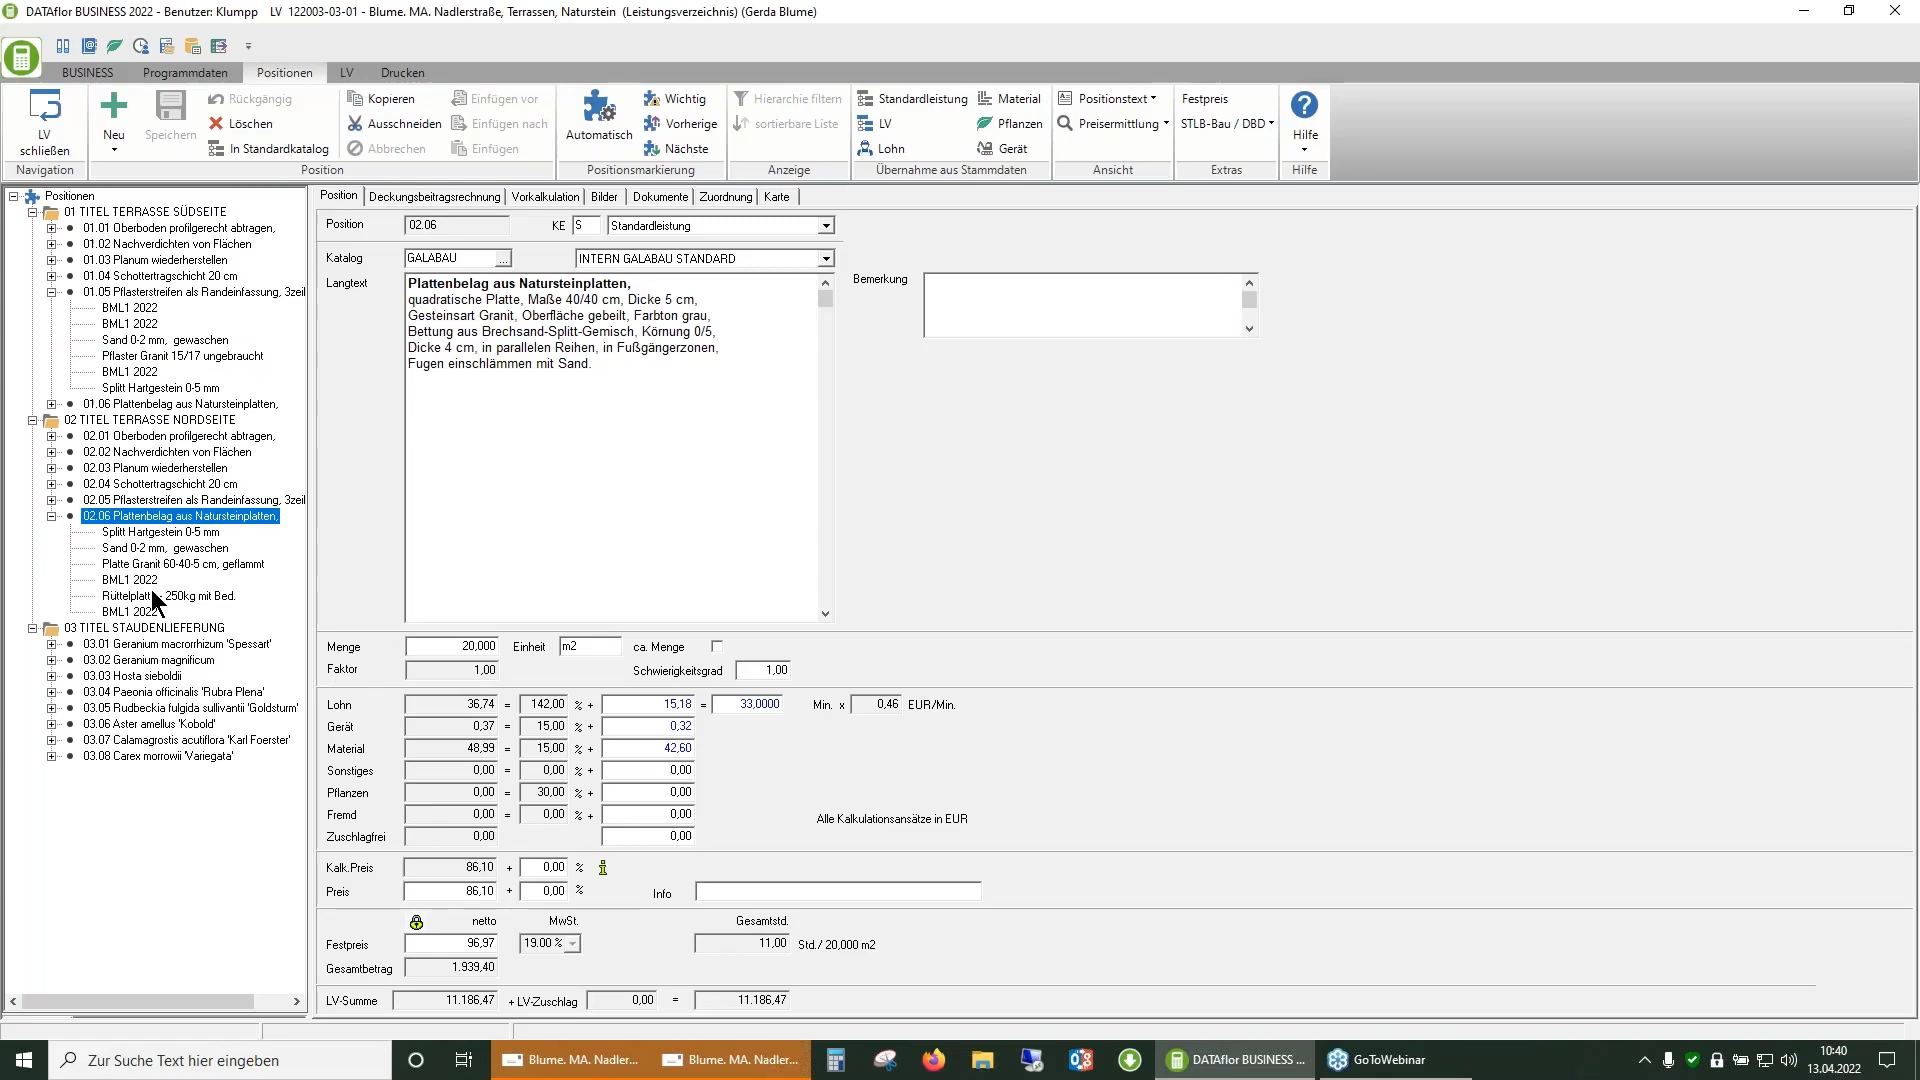 DATAflor BUSINESS 2022 - Benutzer: Klumpp    LV  122003-03-01 - Blume. MA. Nadlerstraße, Terrassen, Naturstein  (Leistungsverzeichnis) (Gerda Blume)
BUSINESS Programmdaten Positionen LV Drucken
LV schließen
Navigation
Neu
Speichern
Rückgängig
Löschen
In Standardkatalog
Kopieren
Ausschneiden
Abbrechen
Einfügen vor
Einfügen nach
Einfügen
Position
Automatisch
Wichtig
Vorherige
Nächste
Positionsmarkierung
Hierarchie filtern
sortierbare Liste
Anzeige
Standardleistung
LV
Lohn
Material
Pflanzen
Gerät
Übernahme aus Stammdaten
Positionstext
Preisermittlung
Ansicht
Festpreis
STLB-Bau / DBD
Extras
Hilfe
Hilfe
Positionen
01 TITEL TERRASSE SÜDSEITE
01.01 Oberboden profilgerecht abtragen,
01.02 Nachverdichten von Flächen
01.03 Planum wiederherstellen
01.04 Schottertragschicht 20 cm
01.05 Pflasterstreifen als Randeinfassung, 3zeil
BML1 2022
BML1 2022
Sand 0-2 mm,  gewaschen
Pflaster Granit 15/17 ungebraucht
BML1 2022
Splitt Hartgestein 0-5 mm
01.06 Plattenbelag aus Natursteinplatten,
02 TITEL TERRASSE NORDSEITE
02.01 Oberboden profilgerecht abtragen,
02.02 Nachverdichten von Flächen
02.03 Planum wiederherstellen
02.04 Schottertragschicht 20 cm
02.05 Pflasterstreifen als Randeinfassung, 3zeil
02.06 Plattenbelag aus Natursteinplatten,
Splitt Hartgestein 0-5 mm
Sand 0-2 mm,  gewaschen
Platte Granit 60-40-5 cm, geflammt
BML1 2022
250kg mit Bed.
BML1 2022
03 TITEL STAUDENLIEFERUNG
03.01 Geranium macrorrhizum 'Spessart'
03.02 Geranium magnificum
03.03 Hosta sieboldii
03.04 Paeonia officinalis 'Rubra Plena'
03.05 Rudbeckia fulgida sullivantii 'Goldsturm'
03.06 Aster amellus 'Kobold'
03.07 Calamagrostis acutiflora 'Karl Foerster'
03.08 Carex morrowii 'Variegata'
Position Deckungsbeitragsrechnung Vorkalkulation Bilder Dokumente Zuordnung Karte
Position 02.06 KE S Standardleistung
Katalog GALABAU ... INTERN GALABAU STANDARD
Langtext
Plattenbelag aus Natursteinplatten,
quadratische Platte, Maße 40/40 cm, Dicke 5 cm,
Gesteinsart Granit, Oberfläche gebeilt, Farbton grau,
Bettung aus Brechsand-Splitt-Gemisch, Körnung 0/5,
Dicke 4 cm, in parallelen Reihen, in Fußgängerzonen,
Fugen einschlämmen mit Sand.
Bemerkung
Menge 20,000 Einheit m2 ca. Menge
Faktor 1,00 Schwierigkeitsgrad 1,00
Lohn 36,74 = 142,00 % + 15,18 = 33,0000 Min. x 0,46 EUR/Min.
Gerät 0,37 = 15,00 % + 0,32
Material 48,99 = 15,00 % + 42,60
Sonstiges 0,00 = 0,00 % + 0,00
Pflanzen 0,00 = 30,00 % + 0,00
Fremd 0,00 = 0,00 % + 0,00
Alle Kalkulationsansätze in EUR
Zuschlagfrei 0,00 0,00
Kalk.Preis 86,10 + 0,00 %
Preis 86,10 + 0,00 % Info
netto MwSt. Gesamtstd.
Festpreis 96,97 19.00 % 11,00 Std./ 20,000 m2
Gesamtbetrag 1.939,40
LV-Summe 11.186,47 + LV-Zuschlag 0,00 = 11.186,47
Zur Suche Text hier eingeben
Blume. MA. Nadler...
Blume. MA. Nadler...
DATAflor BUSINESS ...
GoToWebinar
10:40
13.04.2022